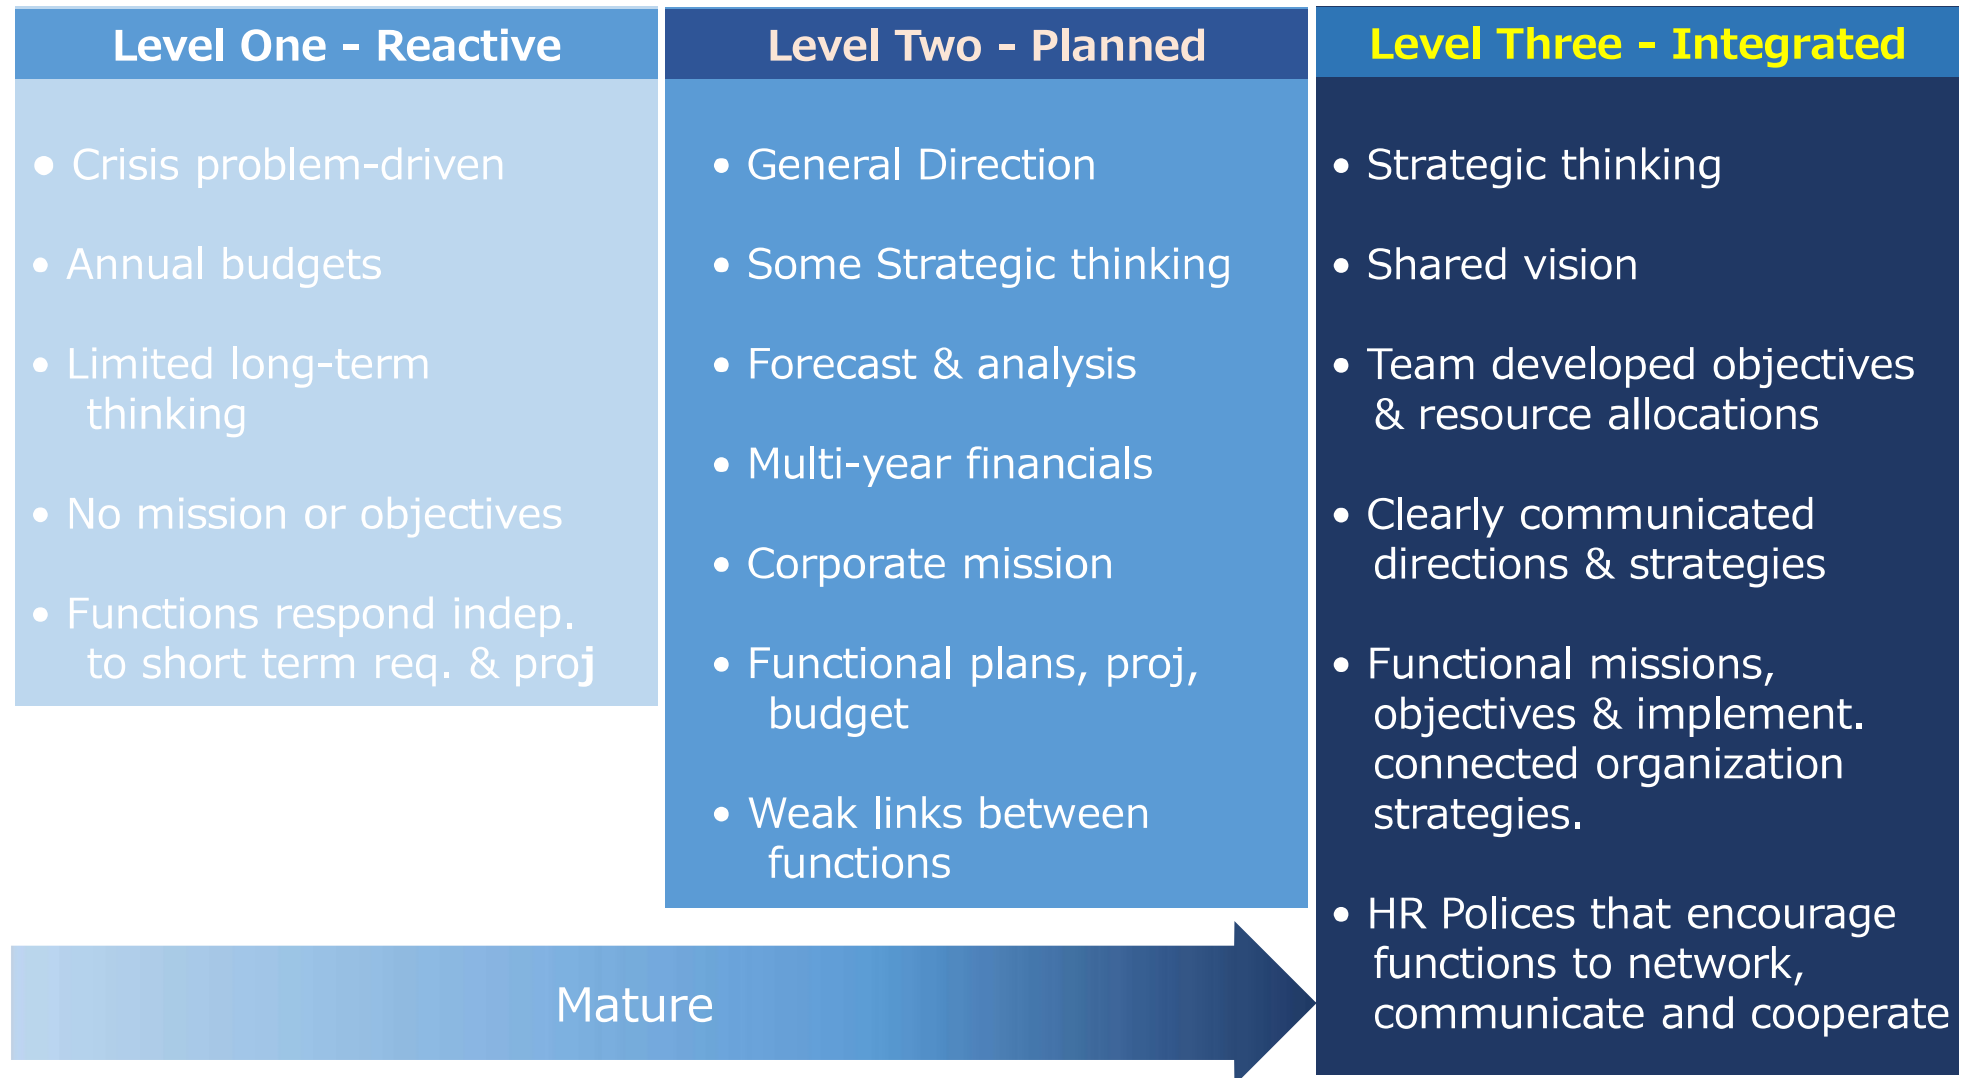 Level One - Reactive
• Crisis problem-driven
• Annual budgets
• Limited long-term
thinking
• No mission or objectives
• Functions respond indep.
to short term req. & proj
Level Two - Planned
• General Direction
• Some Strategic thinking
• Forecast & analysis
• Multi-year financials
• Corporate mission
• Functional plans, proj,
budget
• Weak links between
functions
Level Three - Integrated
• Strategic thinking
• Shared vision
• Team developed objectives
& resource allocations
• Clearly communicated
directions & strategies
• Functional missions,
objectives & implement.
connected organization
strategies.
• HR Polices that encourage
functions to network,
communicate and cooperate
Mature